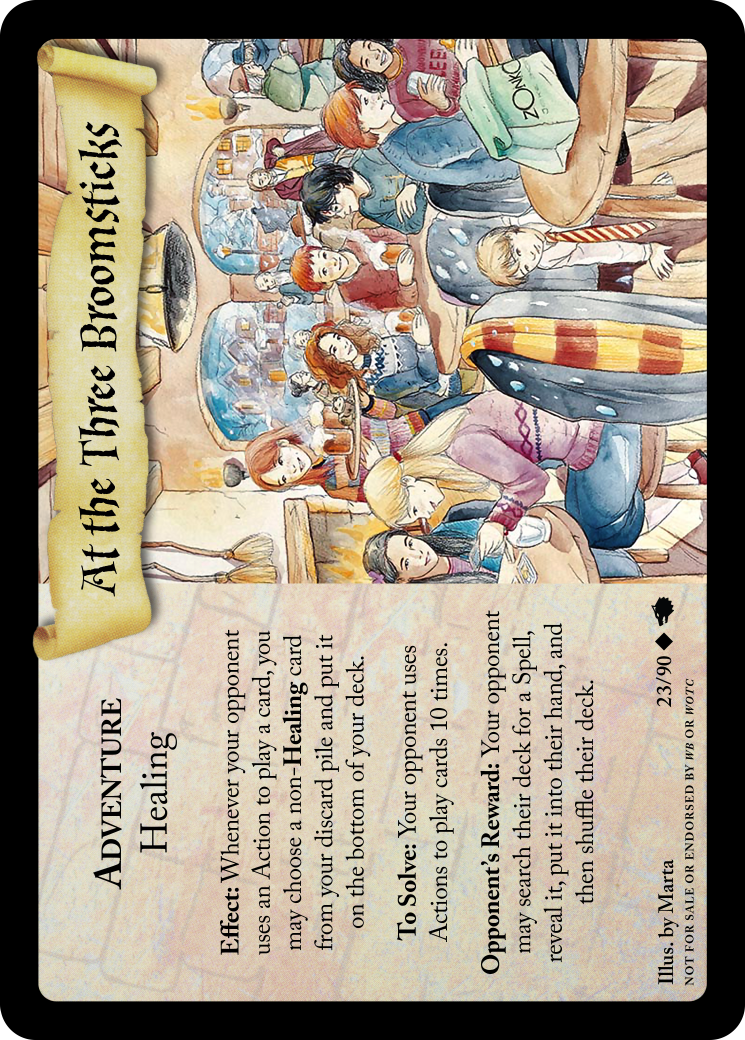 At the Three Broomsticks
ADVENTURE
Healing
Effect: Whenever your opponent
uses an Action to play a card, you
may choose a non-Healing card
from your discard pile and put it
on the bottom of your deck.
To Solve: Your opponent uses
Actions to play cards 10 times.
Opponent's Reward: Your opponent
may search their deck for a Spell,
reveal it, put it into their hand, and
then shuffle their deck.
Illus. by Marta
23/90
NOT FOR SALE OR ENDORSED BY WB OR WOTC
ZONKO